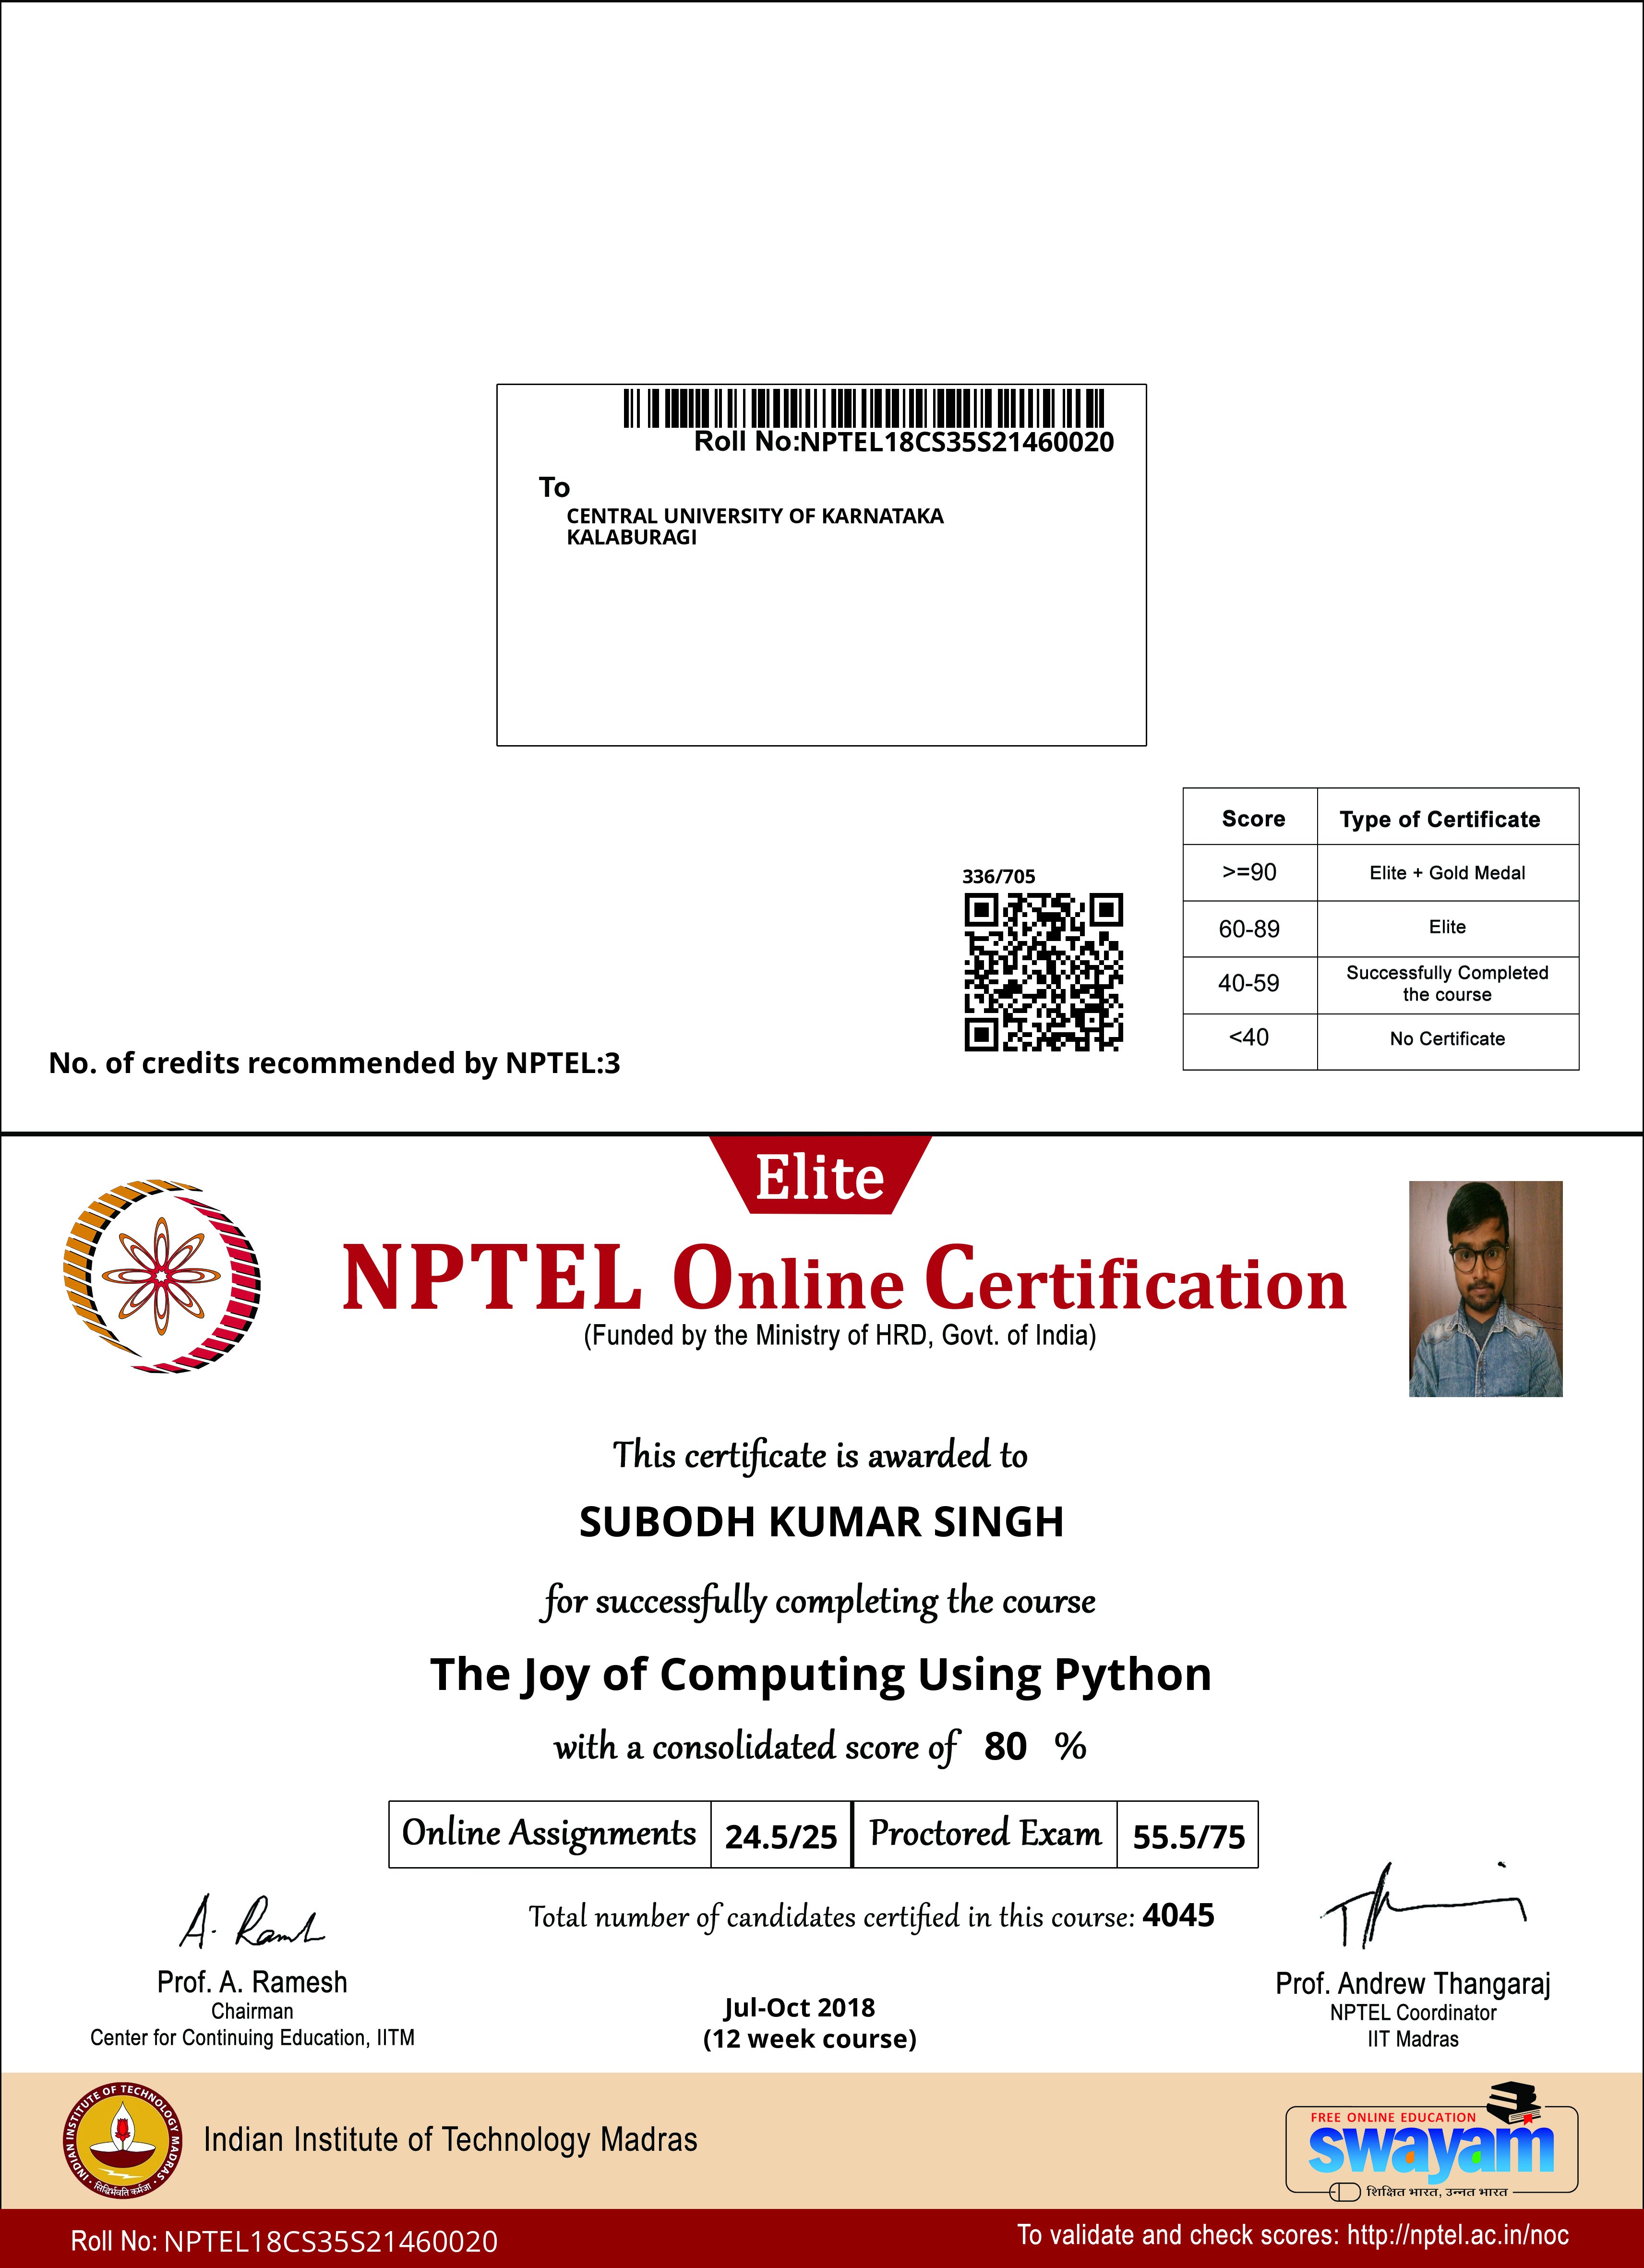 Roll No:NPTEL18CS35S21460020
To
CENTRAL UNIVERSITY OF KARNATAKA
KALABURAGI
Score Type of Certificate
>=90 Elite + Gold Medal
60-89 Elite
40-59 Successfully Completed
the course
<40 No Certificate
336/705
No. of credits recommended by NPTEL:3
Elite
NPTEL Online Certification
(Funded by the Ministry of HRD, Govt. of India)
This certificate is awarded to
SUBODH KUMAR SINGH
for successfully completing the course
The Joy of Computing Using Python
with a consolidated score of 80 %
Online Assignments 24.5/25 Proctored Exam 55.5/75
Total number of candidates certified in this course: 4045
A. Ramesh
Prof. A. Ramesh
Chairman
Center for Continuing Education, IITM
Jul-Oct 2018
(12 week course)
Prof. Andrew Thangaraj
NPTEL Coordinator
IIT Madras
INDIAN INSTITUTE OF TECHNOLOGY MADRAS
सिद्धिर्भवति कर्मजा
Indian Institute of Technology Madras
FREE ONLINE EDUCATION
swayam
शिक्षित भारत, उन्नत भारत
Roll No: NPTEL18CS35S21460020
To validate and check scores: http://nptel.ac.in/noc